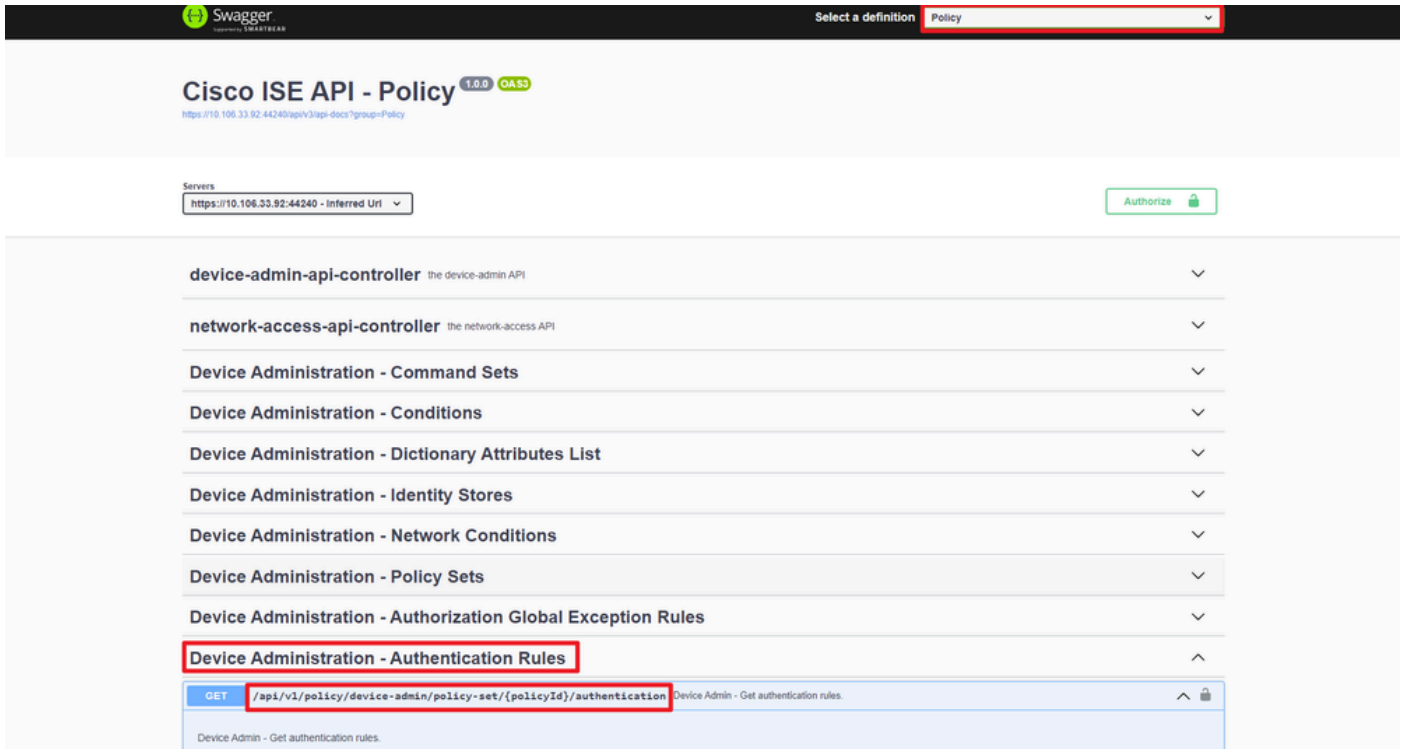 Swagger.
Supported by SMARTBEAR
Select a definition
Policy
Cisco ISE API - Policy 1.0.0 OAS3
https://10.106.33.92:44240/api/v3/api-docs?group=Policy
Servers
https://10.106.33.92:44240 - Inferred Url
Authorize
device-admin-api-controller the device-admin API
network-access-api-controller the network-access API
Device Administration - Command Sets
Device Administration - Conditions
Device Administration - Dictionary Attributes List
Device Administration - Identity Stores
Device Administration - Network Conditions
Device Administration - Policy Sets
Device Administration - Authorization Global Exception Rules
Device Administration - Authentication Rules
GET /api/v1/policy/device-admin/policy-set/{policyId}/authentication Device Admin - Get authentication rules.
Device Admin - Get authentication rules.